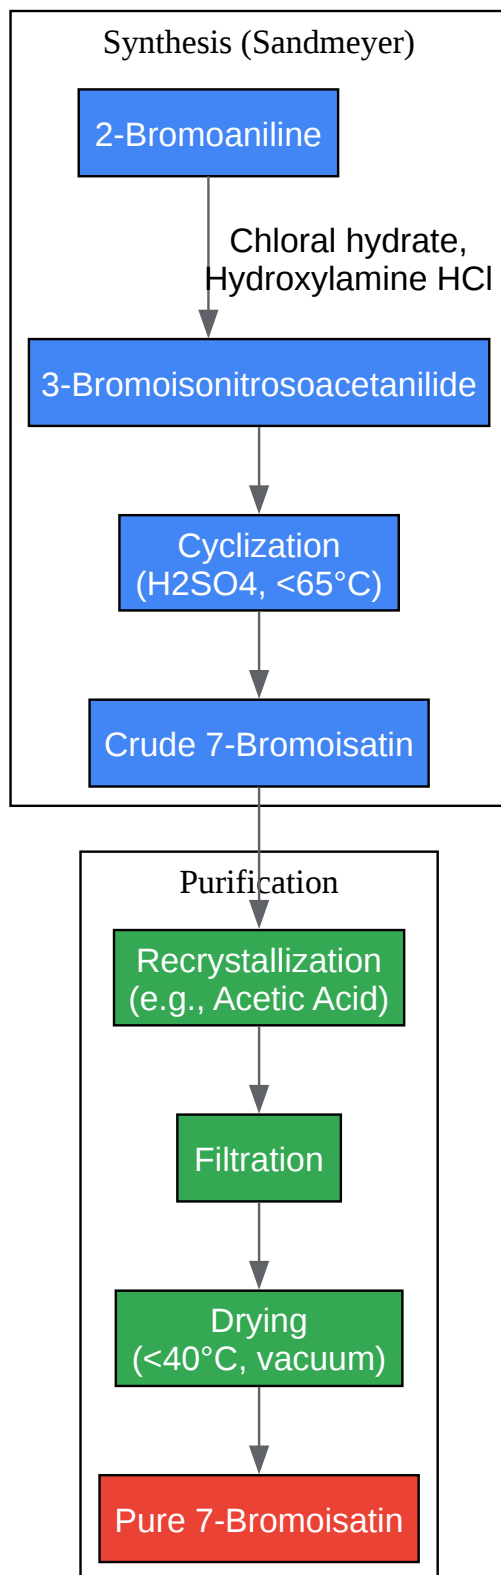 Synthesis (Sandmeyer)
2-Bromoaniline
Chloral hydrate,
Hydroxylamine HCl
3-Bromoisonitrosoacetanilide
Cyclization
(H2SO4, <65°C)
Crude 7-Bromoisatin
Purification
Recrystallization
(e.g., Acetic Acid)
Filtration
Drying
(<40°C, vacuum)
Pure 7-Bromoisatin